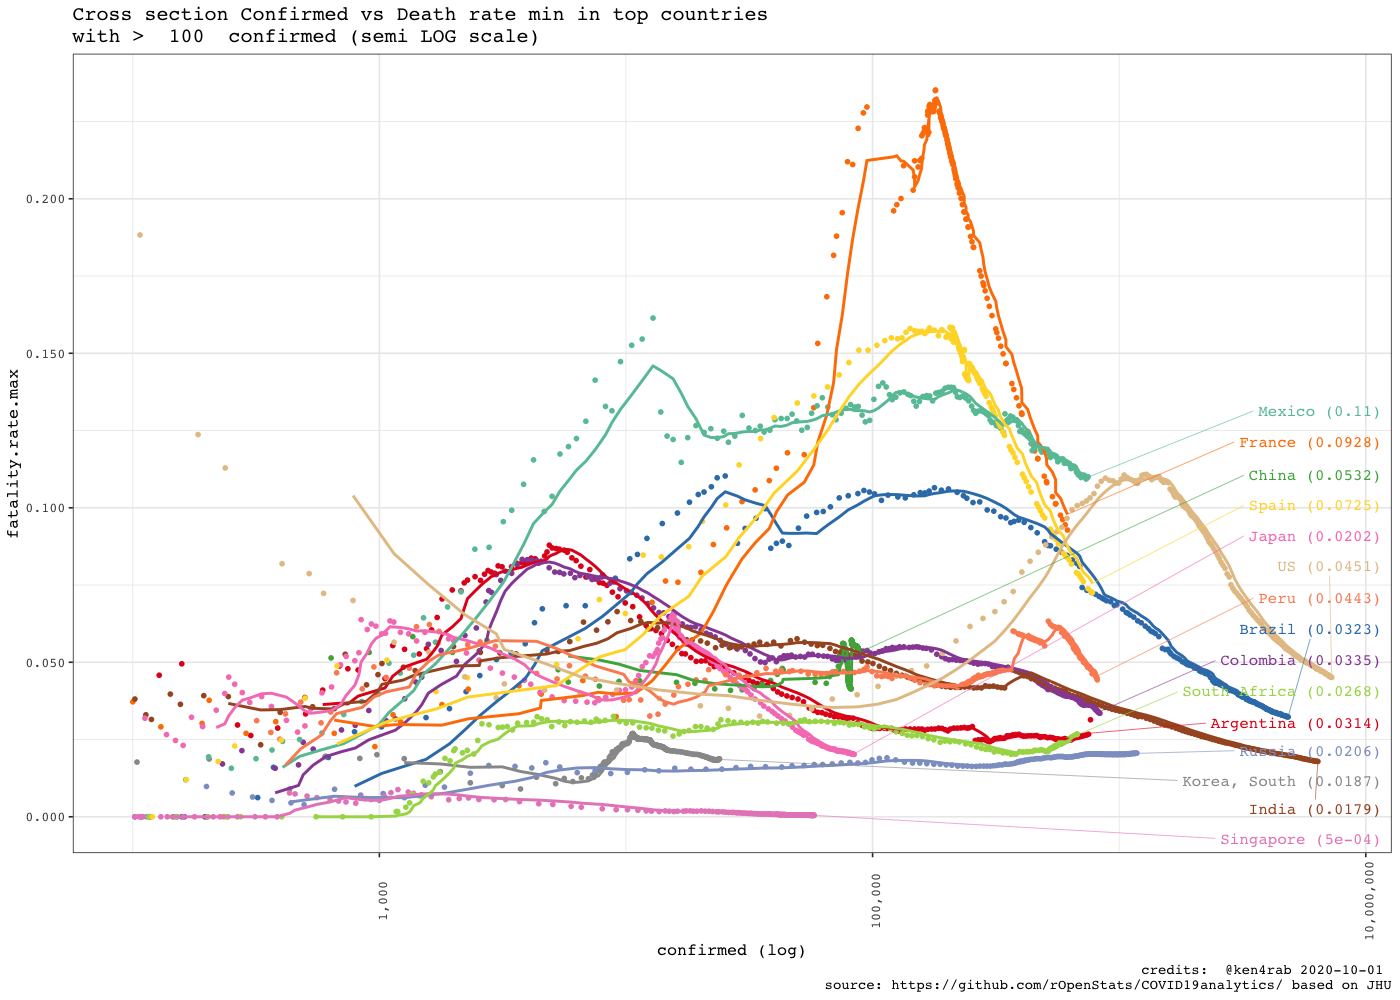 Cross section Confirmed vs Death rate min in top countries
with >  100  confirmed (semi LOG scale)
fatality.rate.max
0.200
0.150
0.100
0.050
0.000
Mexico (0.11)
France (0.0928)
China (0.0532)
Spain (0.0725)
Japan (0.0202)
US (0.0451)
Peru (0.0443)
Brazil (0.0323)
Colombia (0.0335)
South Africa (0.0268)
Argentina (0.0314)
Russia (0.0206)
Korea, South (0.0187)
India (0.0179)
Singapore (5e-04)
1,000
100,000
10,000,000
confirmed (log)
credits:  @ken4rab 2020-10-01
source: https://github.com/rOpenStats/COVID19analytics/ based on JHU